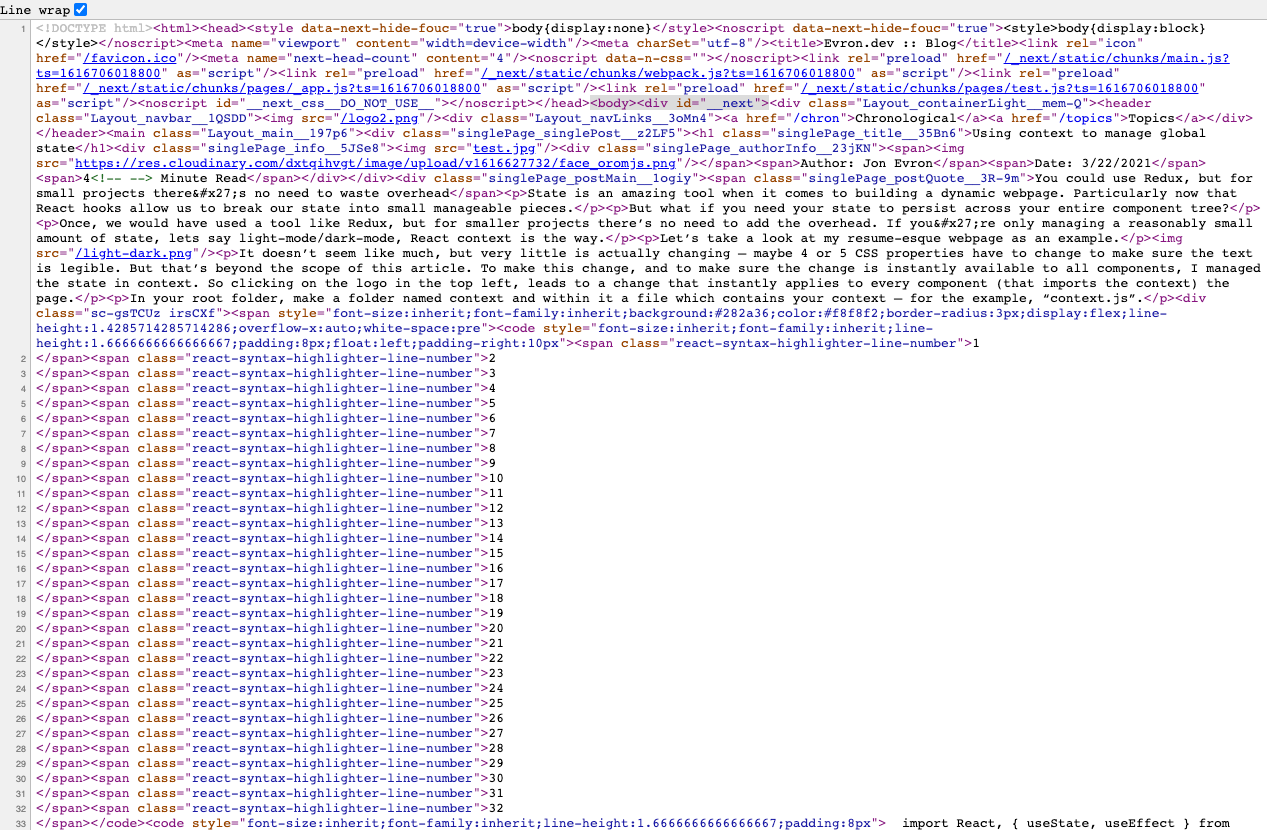 Line wrap
1 <!DOCTYPE html><html><head><style data-next-hide-fouc="true">body{display:none}</style><noscript data-next-hide-fouc="true"><style>body{display:block}
</style></noscript><meta name="viewport" content="width=device-width"/><meta charSet="utf-8"/><title>Evron.dev :: Blog</title><link rel="icon"
href="/favicon.ico"/><meta name="next-head-count" content="4"/><noscript data-n-css=""></noscript><link rel="preload" href="/_next/static/chunks/main.js?
ts=1616706018800" as="script"/><link rel="preload" href="/_next/static/chunks/webpack.js?ts=1616706018800" as="script"/><link rel="preload"
href="/_next/static/chunks/pages/_app.js?ts=1616706018800" as="script"/><link rel="preload" href="/_next/static/chunks/pages/test.js?ts=1616706018800"
as="script"/><noscript id="__next_css__DO_NOT_USE__"></noscript></head><body><div id="__next"><div class="Layout_containerLight__mem-Q"><header
class="Layout_navbar__1QSDD"><img src="/logo2.png"/><div class="Layout_navLinks__3oMn4"><a href="/chron">Chronological</a><a href="/topics">Topics</a></div>
</header><main class="Layout_main__197p6"><div class="singlePage_singlePost__z2LF5"><h1 class="singlePage_title__35Bn6">Using context to manage global
state</h1><div class="singlePage_info__5JSe8"><img src="test.jpg"/><div class="singlePage_authorInfo__23jKN"><span><img
src="https://res.cloudinary.com/dxtqihvgt/image/upload/v1616627732/face_oromjs.png"/></span><span>Author: Jon Evron</span><span>Date: 3/22/2021</span>
<span>4<!-- --> Minute Read</span></div></div><div class="singlePage_postMain__logiy"><span class="singlePage_postQuote__3R-9m">You could use Redux, but for
small projects there&#x27;s no need to waste overhead</span><p>State is an amazing tool when it comes to building a dynamic webpage. Particularly now that
React hooks allow us to break our state into small manageable pieces.</p><p>But what if you need your state to persist across your entire component tree?</p>
<p>Once, we would have used a tool like Redux, but for smaller projects there’s no need to add the overhead. If you&#x27;re only managing a reasonably small
amount of state, lets say light-mode/dark-mode, React context is the way.</p><p>Let’s take a look at my resume-esque webpage as an example.</p><img
src="/light-dark.png"/><p>It doesn’t seem like much, but very little is actually changing — maybe 4 or 5 CSS properties have to change to make sure the text
is legible. But that’s beyond the scope of this article. To make this change, and to make sure the change is instantly available to all components, I managed
the state in context. So clicking on the logo in the top left, leads to a change that instantly applies to every component (that imports the context) the
page.</p><p>In your root folder, make a folder named context and within it a file which contains your context — for the example, “context.js”.</p><div
class="sc-gsTCUz irsCXf"><span style="font-size:inherit;font-family:inherit;background:#282a36;color:#f8f8f2;border-radius:3px;display:flex;line-
height:1.4285714285714286;overflow-x:auto;white-space:pre"><code style="font-size:inherit;font-family:inherit;line-
height:1.6666666666666667;padding:8px;float:left;padding-right:10px"><span class="react-syntax-highlighter-line-number">1
2 </span><span class="react-syntax-highlighter-line-number">2
3 </span><span class="react-syntax-highlighter-line-number">3
4 </span><span class="react-syntax-highlighter-line-number">4
5 </span><span class="react-syntax-highlighter-line-number">5
6 </span><span class="react-syntax-highlighter-line-number">6
7 </span><span class="react-syntax-highlighter-line-number">7
8 </span><span class="react-syntax-highlighter-line-number">8
9 </span><span class="react-syntax-highlighter-line-number">9
10 </span><span class="react-syntax-highlighter-line-number">10
11 </span><span class="react-syntax-highlighter-line-number">11
12 </span><span class="react-syntax-highlighter-line-number">12
13 </span><span class="react-syntax-highlighter-line-number">13
14 </span><span class="react-syntax-highlighter-line-number">14
15 </span><span class="react-syntax-highlighter-line-number">15
16 </span><span class="react-syntax-highlighter-line-number">16
17 </span><span class="react-syntax-highlighter-line-number">17
18 </span><span class="react-syntax-highlighter-line-number">18
19 </span><span class="react-syntax-highlighter-line-number">19
20 </span><span class="react-syntax-highlighter-line-number">20
21 </span><span class="react-syntax-highlighter-line-number">21
22 </span><span class="react-syntax-highlighter-line-number">22
23 </span><span class="react-syntax-highlighter-line-number">23
24 </span><span class="react-syntax-highlighter-line-number">24
25 </span><span class="react-syntax-highlighter-line-number">25
26 </span><span class="react-syntax-highlighter-line-number">26
27 </span><span class="react-syntax-highlighter-line-number">27
28 </span><span class="react-syntax-highlighter-line-number">28
29 </span><span class="react-syntax-highlighter-line-number">29
30 </span><span class="react-syntax-highlighter-line-number">30
31 </span><span class="react-syntax-highlighter-line-number">31
32 </span><span class="react-syntax-highlighter-line-number">32
33 </span></code><code style="font-size:inherit;font-family:inherit;line-height:1.6666666666666667;padding:8px">  import React, { useState, useEffect } from